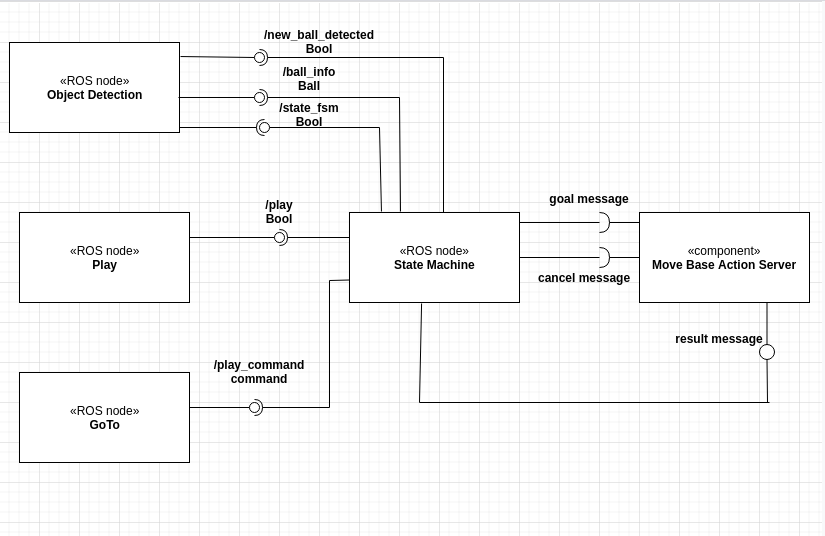 /new_ball_detected
Bool
«ROS node»
Object Detection
/ball_info
Ball
/state_fsm
Bool
/play
Bool
«ROS node»
Play
«ROS node»
State Machine
goal message
cancel message
«component»
Move Base Action Server
result message
/play_command
command
«ROS node»
GoTo